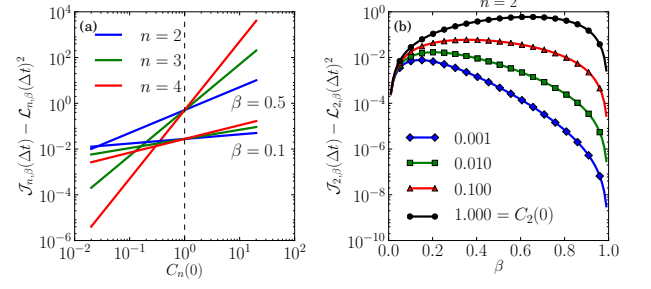 (a)
n = 2
n = 3
n = 4
β = 0.5
β = 0.1
10^4
10^2
10^0
10^{-2}
10^{-4}
10^{-6}
10^{-2}
10^{-1}
10^0
10^1
10^2
C_n(0)
𝒥_{n,β}(Δt) − ℒ_{n,β}(Δt)^2
n = 2
(b)
0.001
0.010
0.100
1.000 = C_2(0)
10^0
10^{-2}
10^{-4}
10^{-6}
10^{-8}
10^{-10}
0.0
0.2
0.4
0.6
0.8
1.0
β
𝒥_{2,β}(Δt) − ℒ_{2,β}(Δt)^2